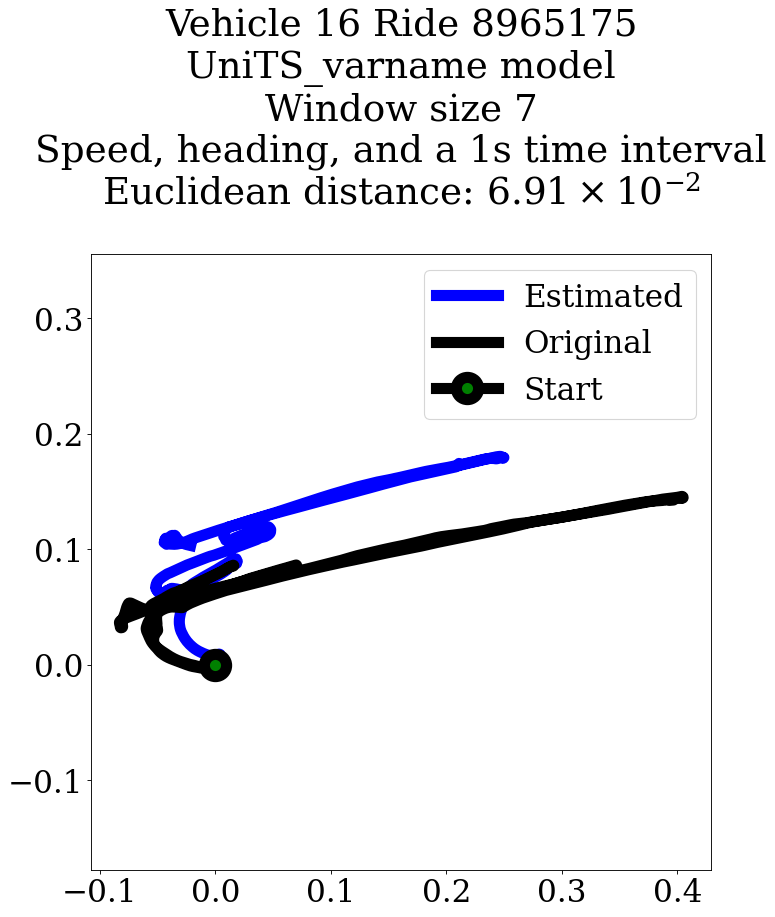 Vehicle 16 Ride 8965175
UniTS_varname model
Window size 7
Speed, heading, and a 1s time interval
Euclidean distance: 6.91 × 10⁻²
Estimated
Original
Start
0.3
0.2
0.1
0.0
−0.1
−0.1 0.0 0.1 0.2 0.3 0.4